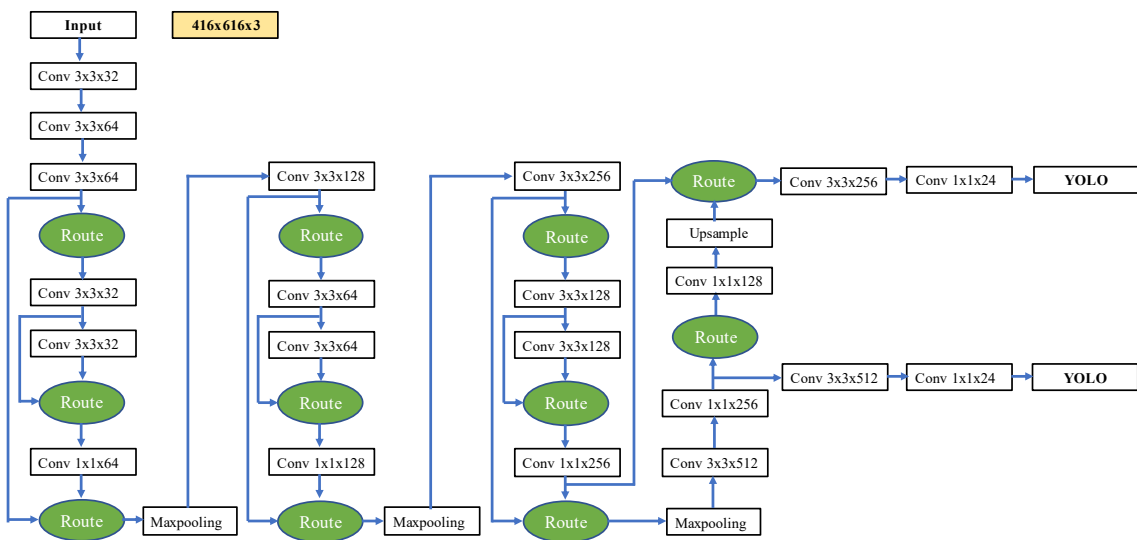 Input
416x616x3
Conv 3x3x32
Conv 3x3x64
Conv 3x3x64
Route
Conv 3x3x32
Conv 3x3x32
Route
Conv 1x1x64
Route
Maxpooling
Conv 3x3x128
Route
Conv 3x3x64
Conv 3x3x64
Route
Conv 1x1x128
Route
Maxpooling
Conv 3x3x256
Route
Conv 3x3x128
Conv 3x3x128
Route
Conv 1x1x256
Route
Maxpooling
Conv 3x3x512
Conv 1x1x256
Route
Conv 1x1x128
Upsample
Route
Conv 3x3x256
Conv 1x1x24
YOLO
Conv 3x3x512
Conv 1x1x24
YOLO